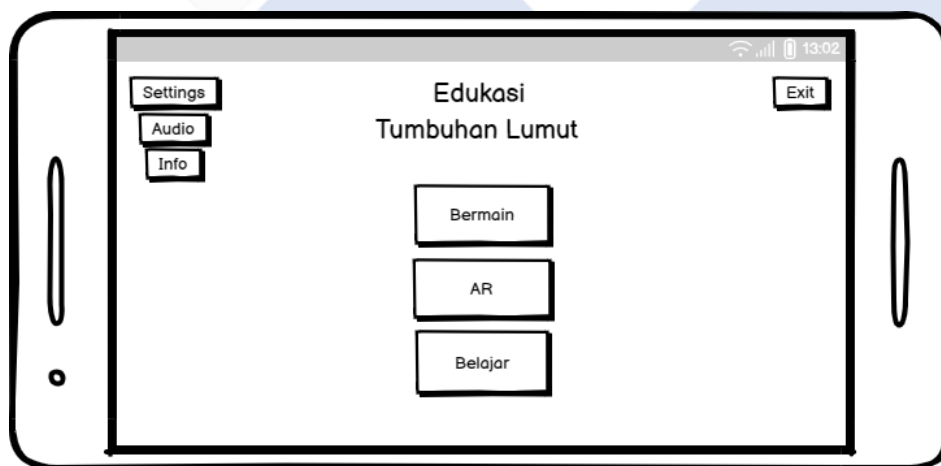 13:02
Settings
Edukasi
Exit
Audio
Tumbuhan Lumut
Info
Bermain
AR
Belajar